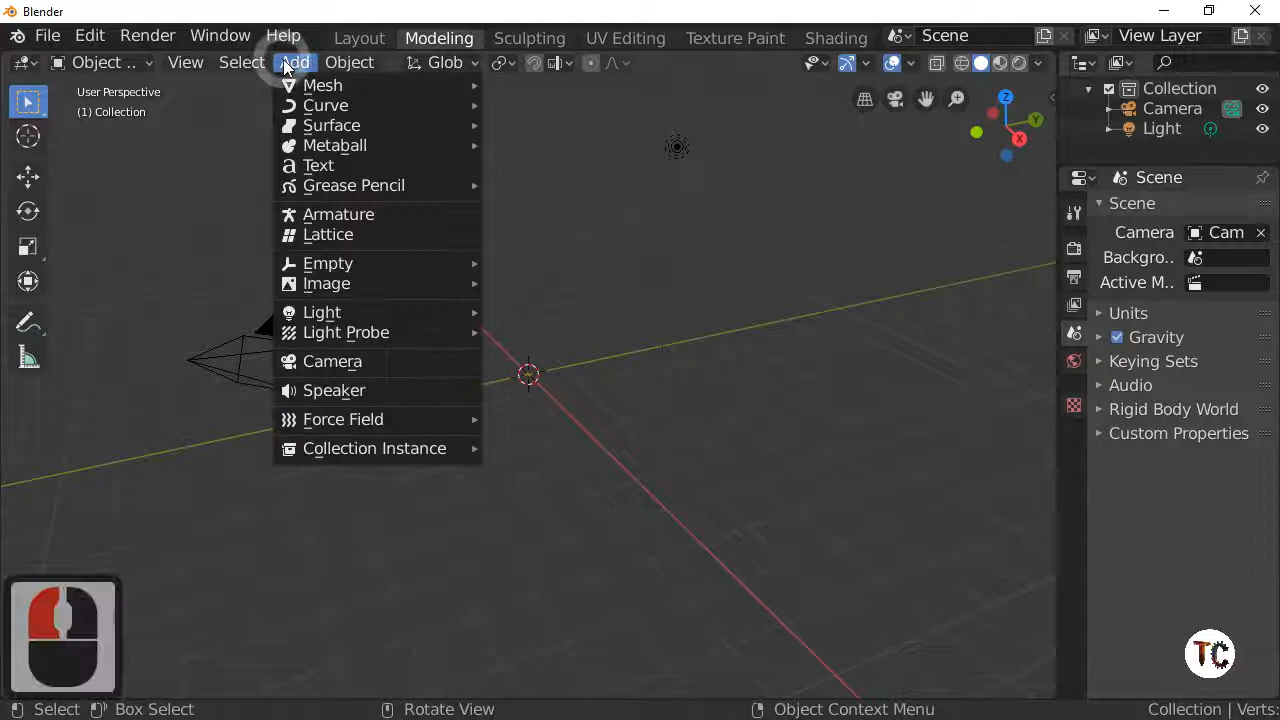 Blender
File Edit Render Window Help Layout Modeling Sculpting UV Editing Texture Paint Shading Scene View Layer
Object .. View Select Add Object Glob
User Perspective
(1) Collection
Mesh
Curve
Surface
Metaball
Text
Grease Pencil
Armature
Lattice
Empty
Image
Light
Light Probe
Camera
Speaker
Force Field
Collection Instance
Z
Y
X
Collection
Camera
Light
Scene
Scene
Camera Cam
Backgro..
Active M..
Units
Gravity
Keying Sets
Audio
Rigid Body World
Custom Properties
TC
Select Box Select Rotate View Object Context Menu Collection | Verts: